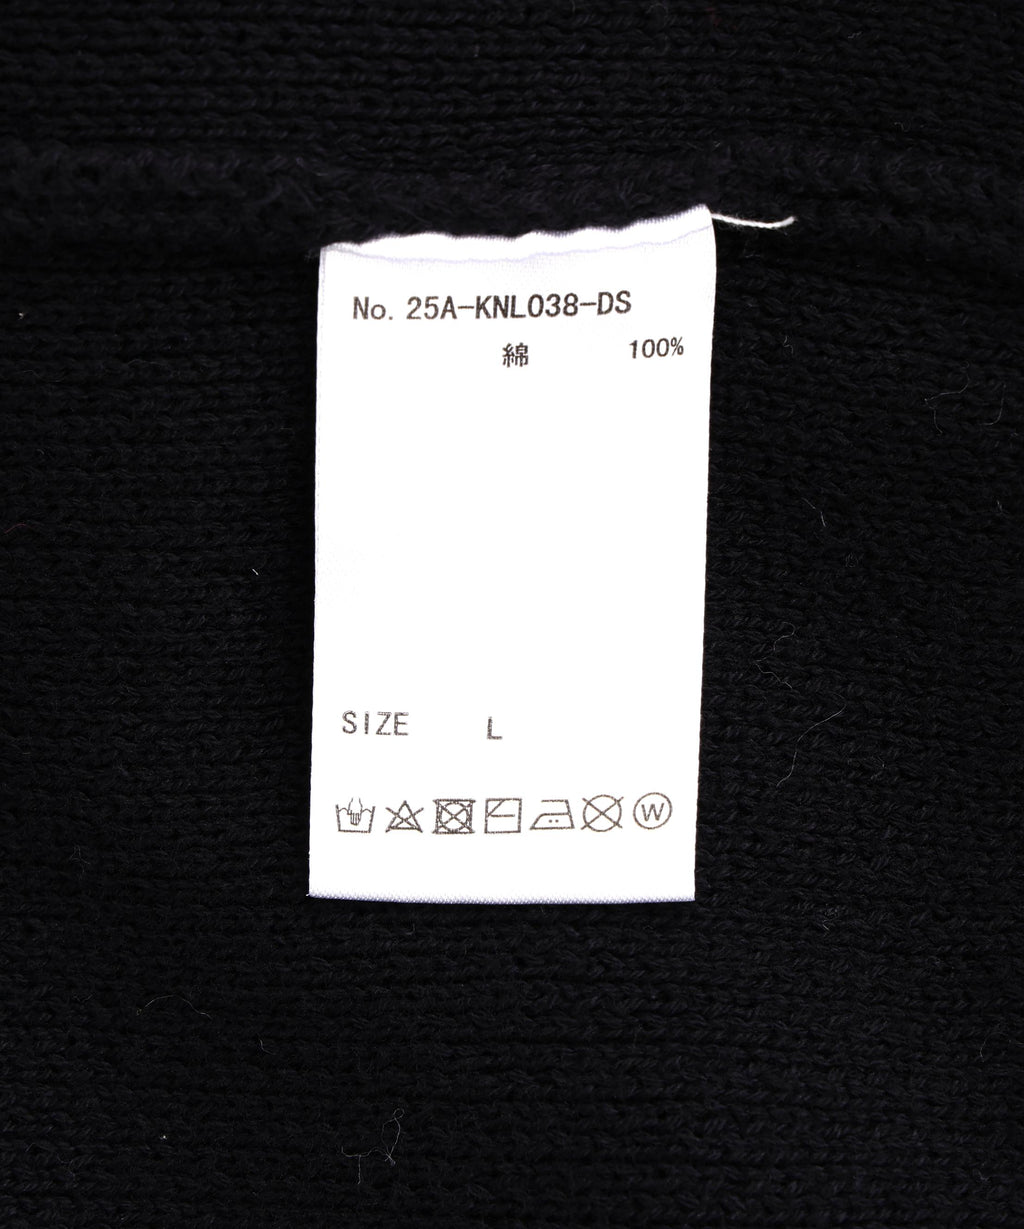 No. 25A-KNL038-DS
綿 100%
SIZE L
W